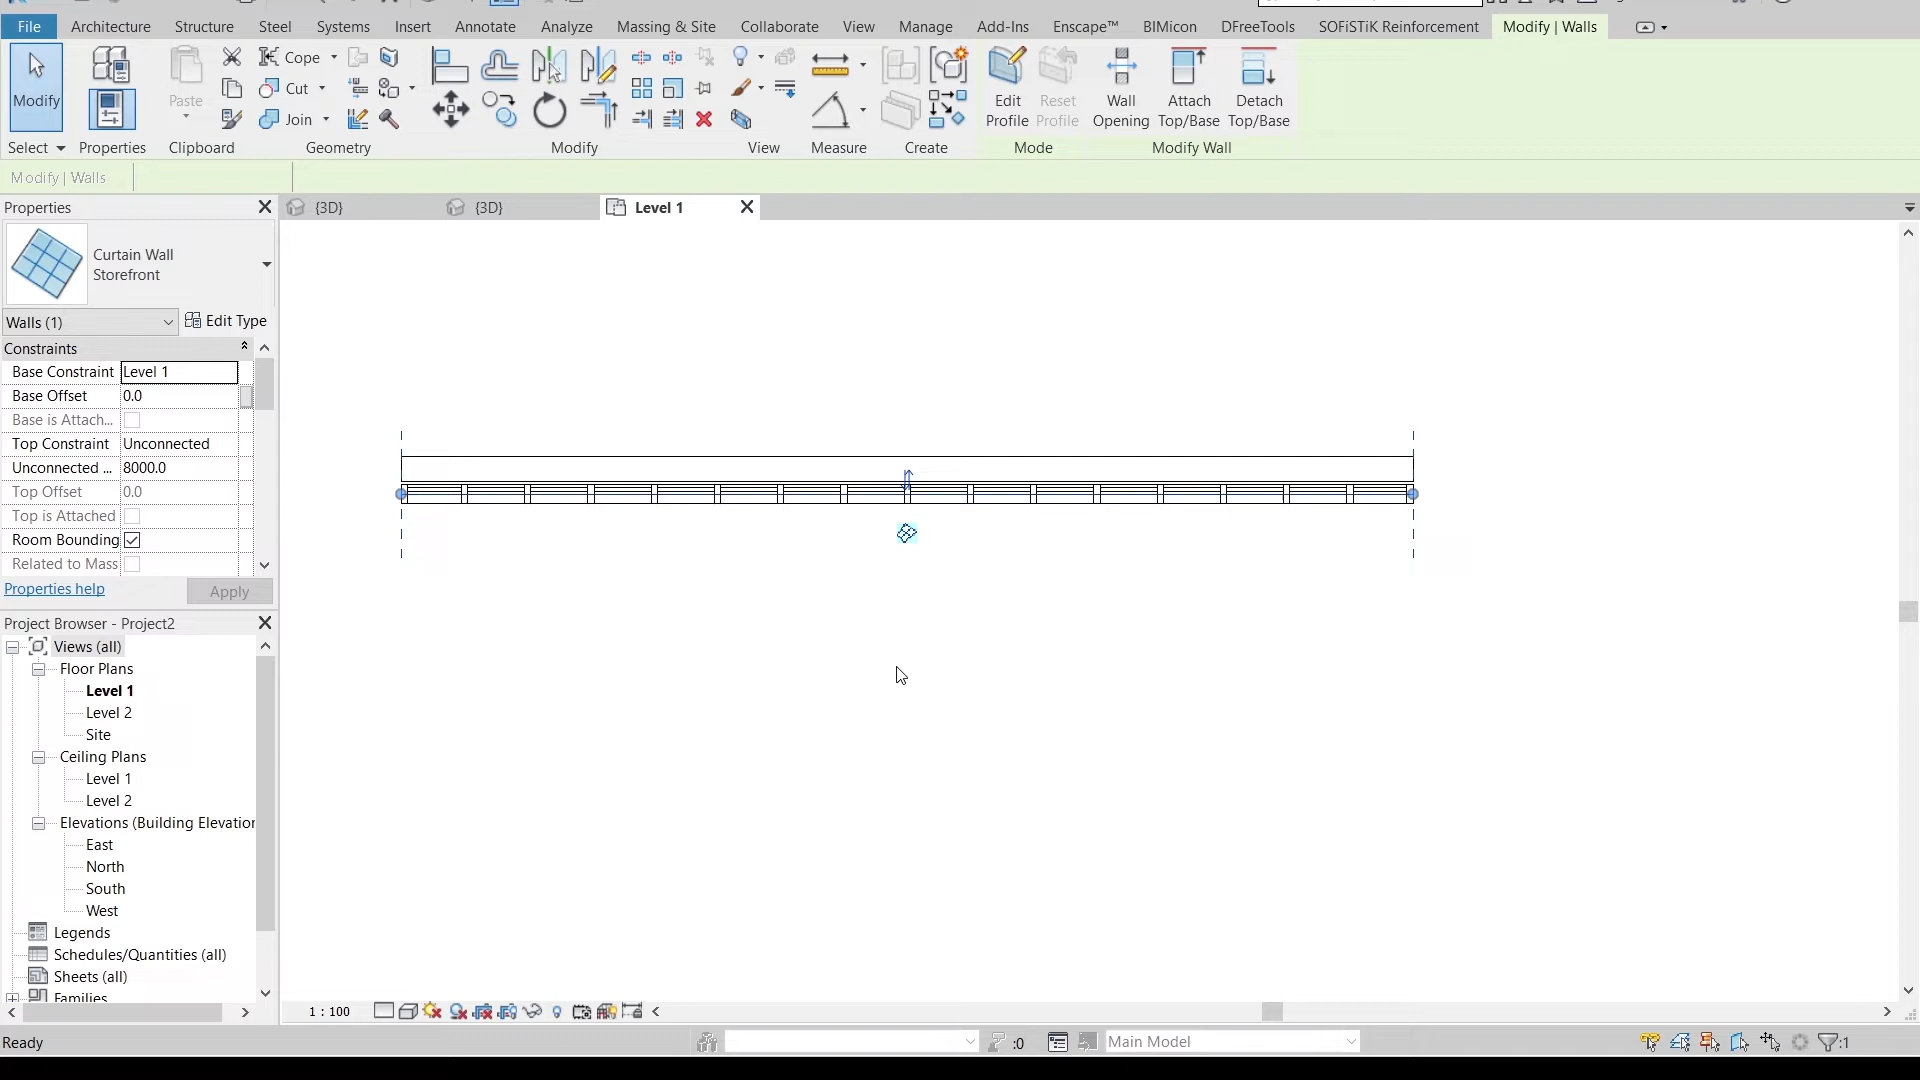 File Architecture Structure Steel Systems Insert Annotate Analyze Massing & Site Collaborate View Manage Add-Ins Enscape™ BIMicon DFreeTools SOFiSTiK Reinforcement Modify | Walls
Modify
Paste
Cope
Cut
Join
Edit Profile
Reset Profile
Wall Opening
Attach Top/Base
Detach Top/Base
Select Properties Clipboard Geometry Modify View Measure Create Mode Modify Wall
Modify | Walls
Properties
{3D} {3D} Level 1
Curtain Wall
Storefront
Walls (1) Edit Type
Constraints
Base Constraint Level 1
Base Offset 0.0
Base is Attach...
Top Constraint Unconnected
Unconnected ... 8000.0
Top Offset 0.0
Top is Attached
Room Bounding
Related to Mass
Properties help Apply
Project Browser - Project2
Views (all)
Floor Plans
Level 1
Level 2
Site
Ceiling Plans
Level 1
Level 2
Elevations (Building Elevation
East
North
South
West
Legends
Schedules/Quantities (all)
Sheets (all)
Families
1 : 100
Ready :0 Main Model :1